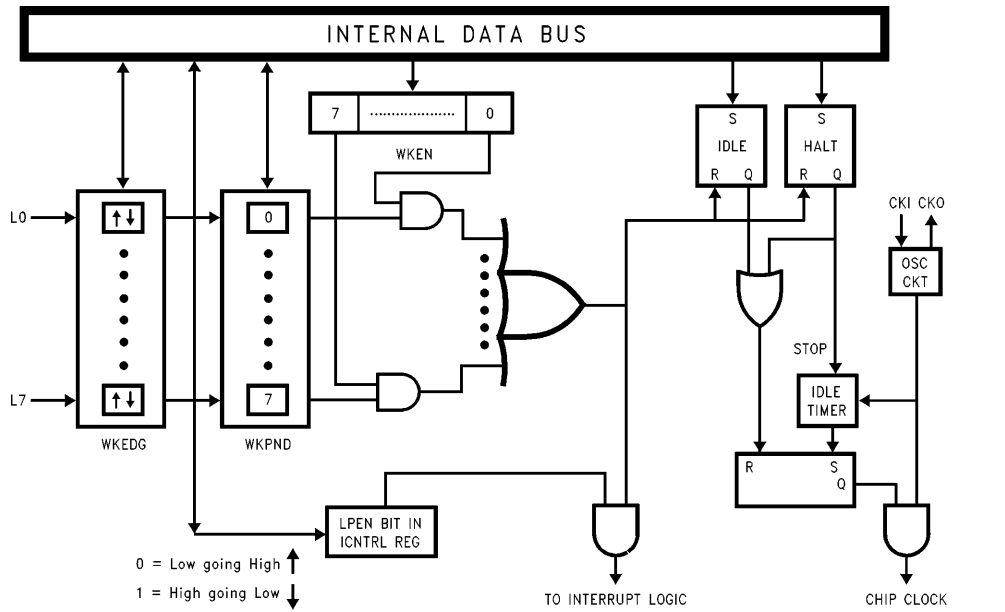 INTERNAL DATA BUS
7 ..................... 0
WKEN
S
IDLE
R Q
S
HALT
R Q
L0
0
CKI CKO
OSC
CKT
STOP
IDLE
TIMER
L7
7
WKEDG
WKPND
R S
Q
LPEN BIT IN
ICNTRL REG
0 = Low going High
1 = High going Low
TO INTERRUPT LOGIC
CHIP CLOCK